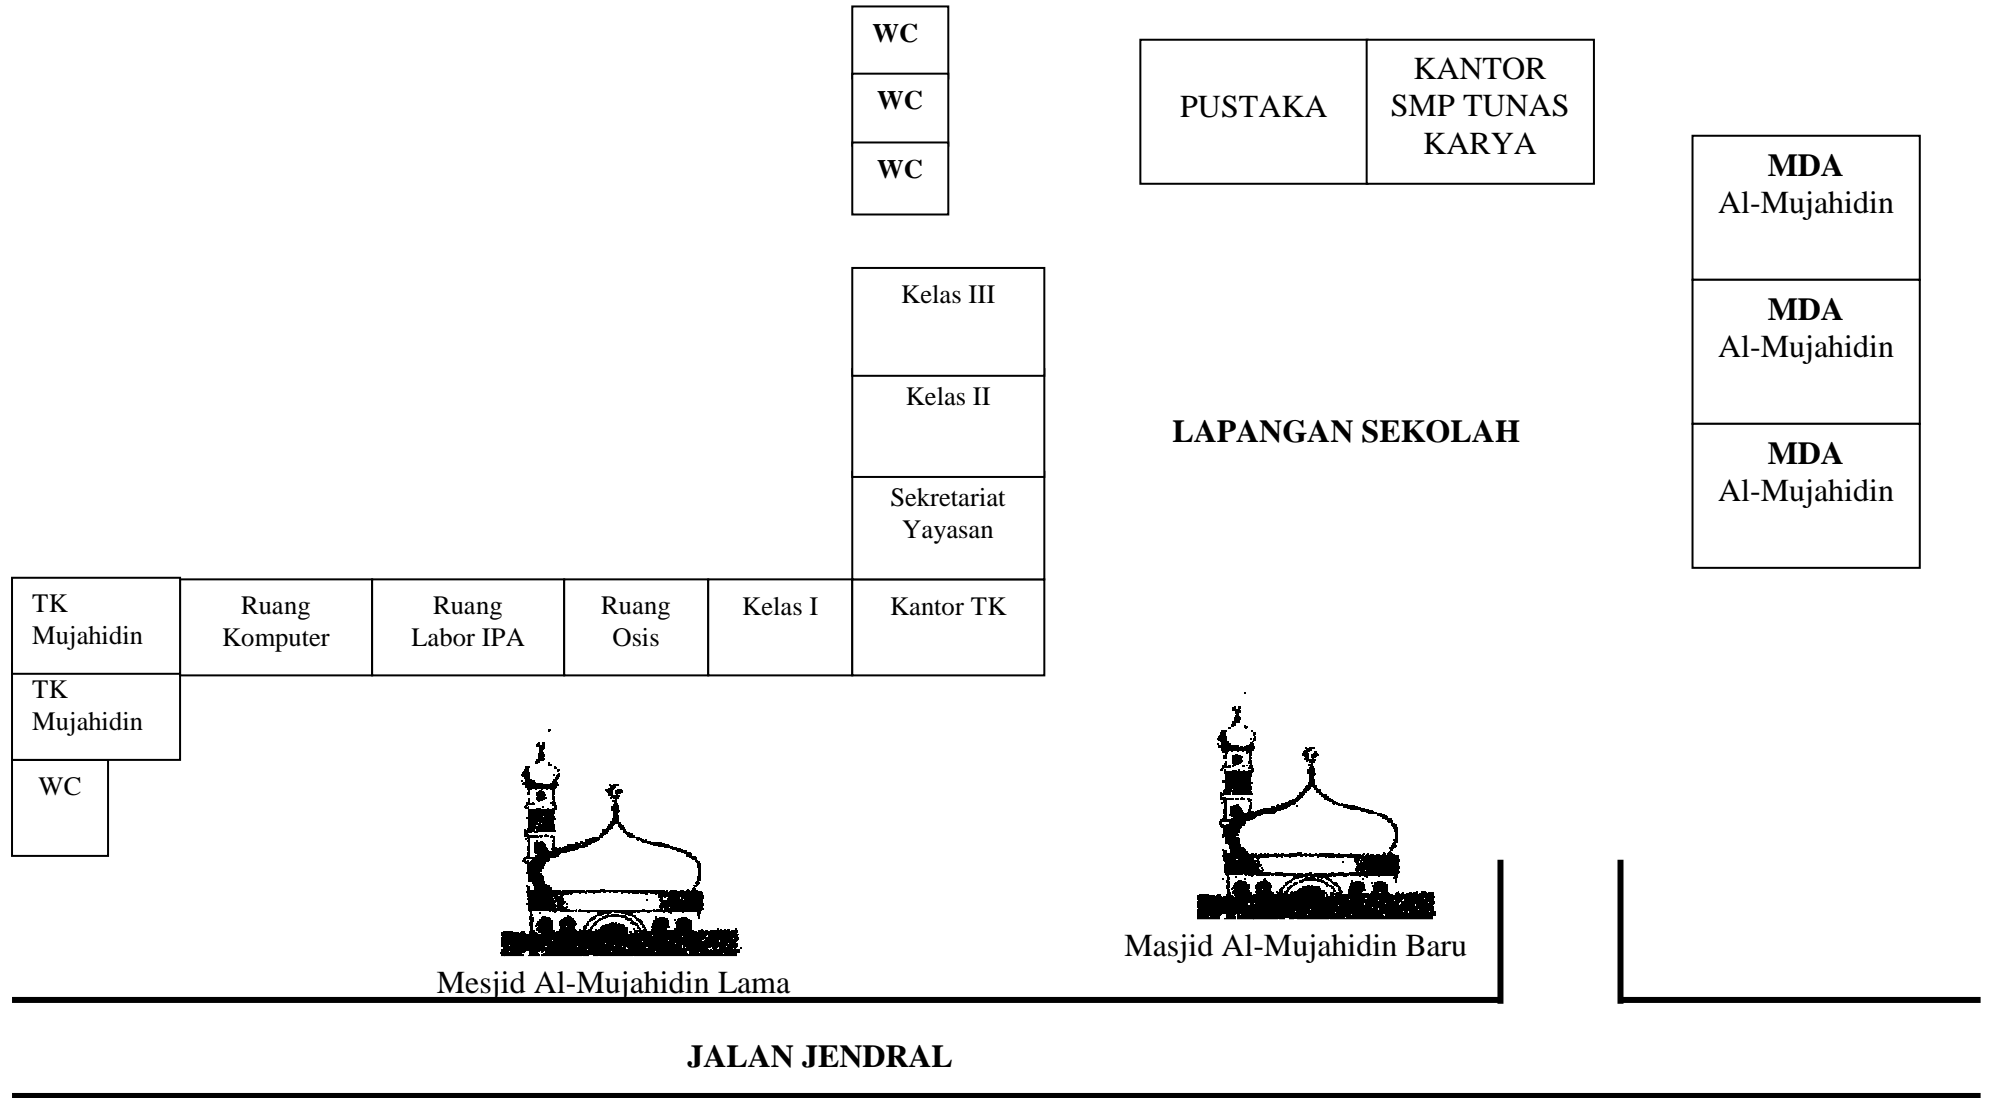 WC
WC
WC
PUSTAKA
KANTOR
SMP TUNAS
KARYA
MDA
Al-Mujahidin
MDA
Al-Mujahidin
MDA
Al-Mujahidin
Kelas III
Kelas II
Sekretariat
Yayasan
LAPANGAN SEKOLAH
TK
Mujahidin
Ruang
Komputer
Ruang
Labor IPA
Ruang
Osis
Kelas I
Kantor TK
TK
Mujahidin
WC
Mesjid Al-Mujahidin Lama
Masjid Al-Mujahidin Baru
JALAN JENDRAL